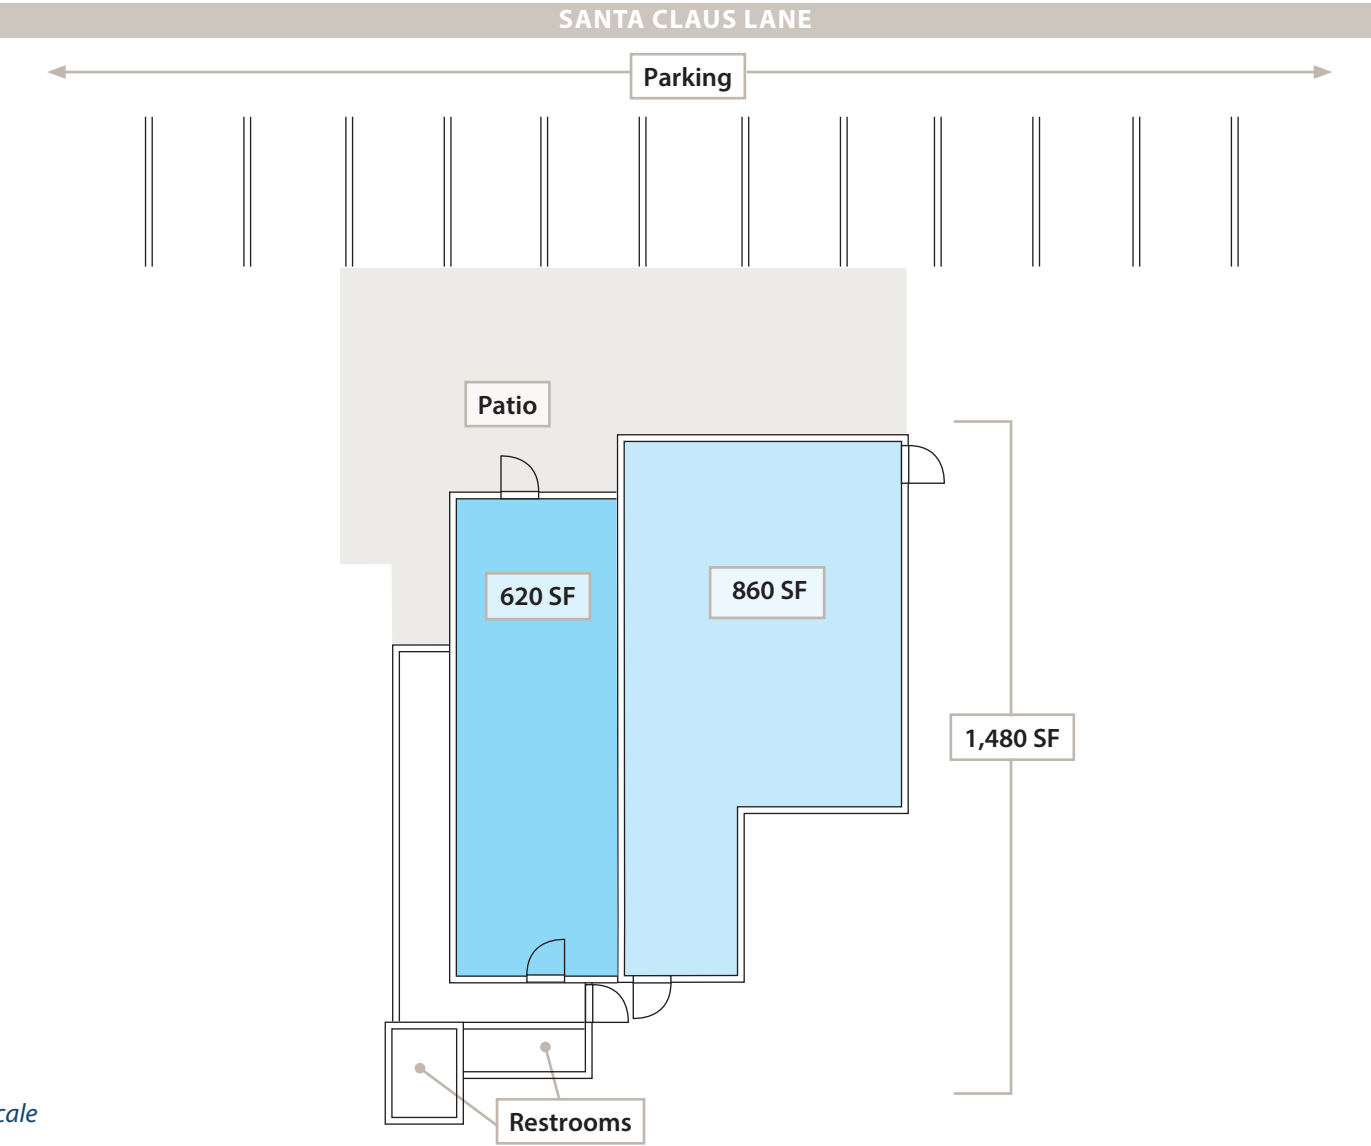 SANTA CLAUS LANE
Parking
Patio
620 SF
860 SF
1,480 SF
Restrooms